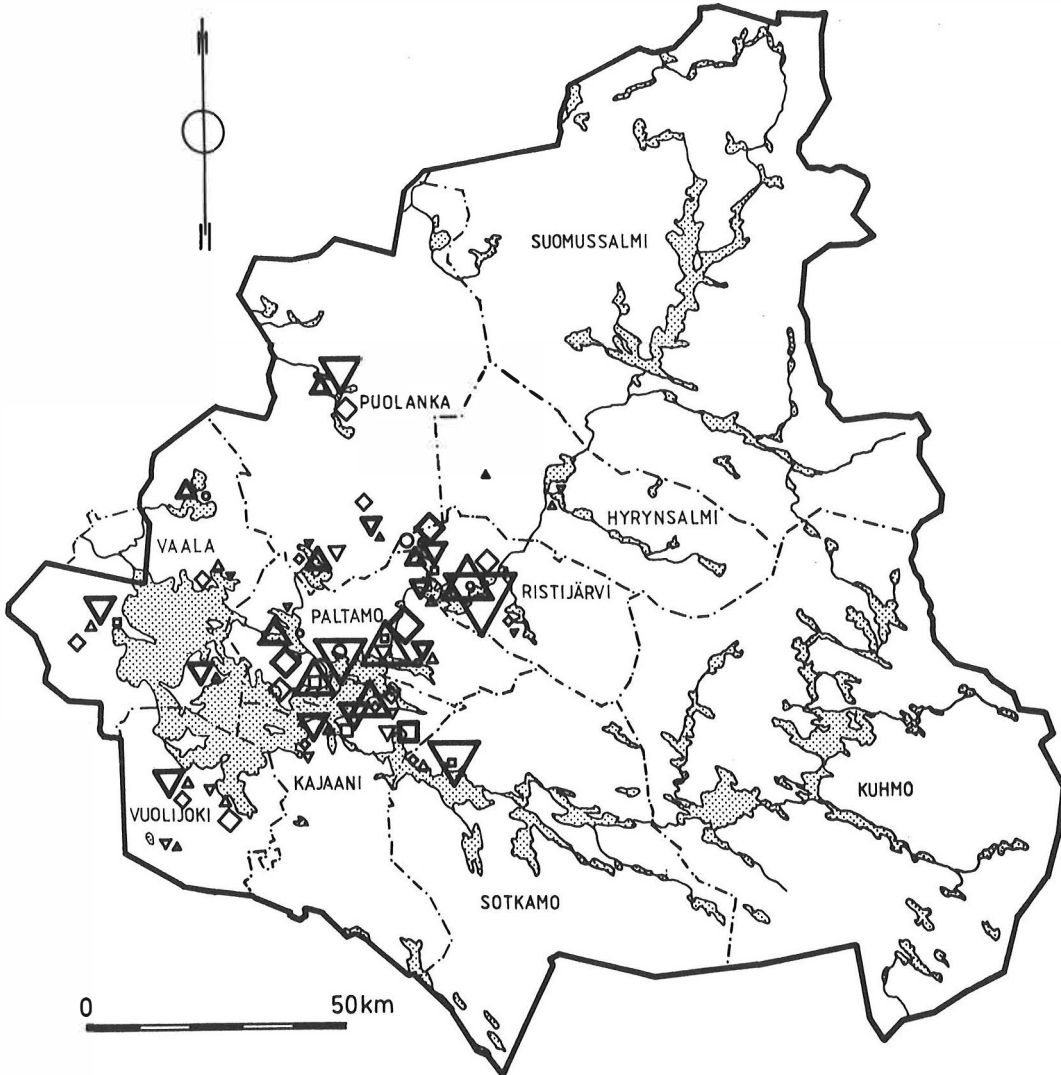 SUOMUSSALMI
PUOLANKA
HYRYNSALMI
VAALA
RISTIJÄRVI
PALTAMO
KAJAANI
KUHMO
VUOLIJOKI
SOTKAMO
0 50km